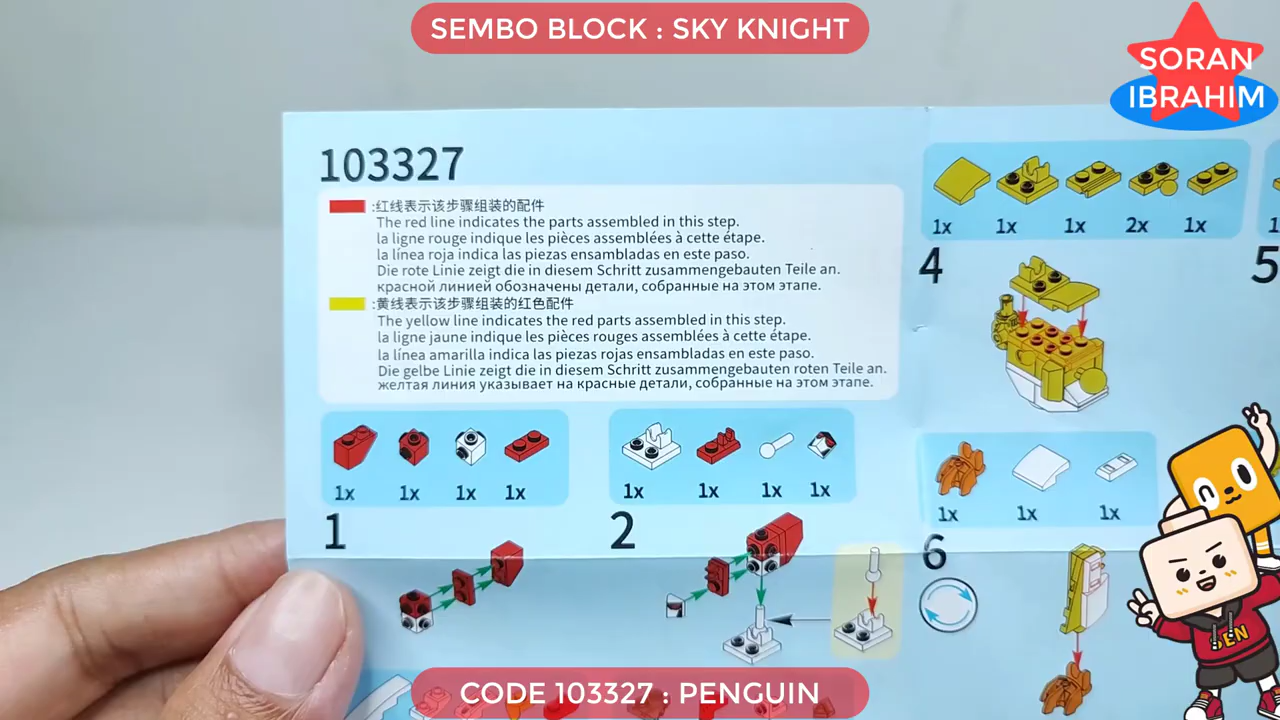 SEMBO BLOCK : SKY KNIGHT
SORAN
IBRAHIM
103327
:红线表示该步骤组装的配件
The red line indicates the parts assembled in this step.
la ligne rouge indique les pièces assemblées à cette étape.
la línea roja indica las piezas ensambladas en este paso.
Die rote Linie zeigt die in diesem Schritt zusammengebauten Teile an.
красной линией обозначены детали, собранные на этом этапе.
:黄线表示该步骤组装的红色配件
The yellow line indicates the red parts assembled in this step.
la ligne jaune indique les pièces rouges assemblées à cette étape.
la línea amarilla indica las piezas rojas ensambladas en este paso.
Die gelbe Linie zeigt die in diesem Schritt zusammengebauten roten Teile an.
желтая линия указывает на красные детали, собранные на этом этапе.
1x 1x 1x 1x
1
1x 1x 1x 1x
2
1x 1x 1x 2x 1x
4
5
1x 1x 1x
6
CODE 103327 : PENGUIN